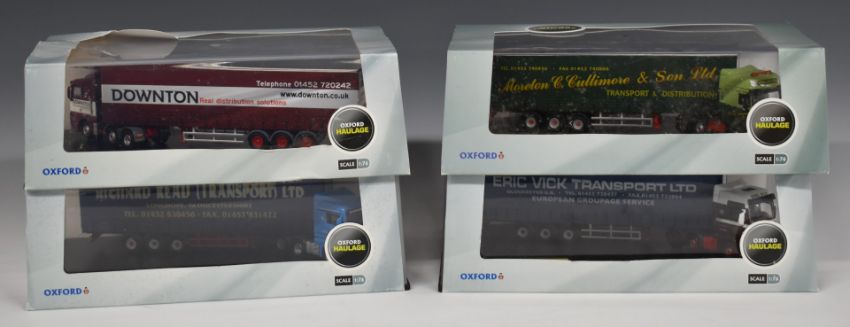 Telephone 01452 720242
www.downton.co.uk
DOWNTON
Real distribution solutions
OXFORD
HAULAGE
SCALE 1:76
OXFORD
Moreton C. Cullimore & Son Ltd
TRANSPORT & DISTRIBUTION
OXFORD
HAULAGE
SCALE 1:76
OXFORD
RICHARD READ (TRANSPORT) LTD
OXFORD
HAULAGE
SCALE 1:76
OXFORD
ERIC VICK TRANSPORT LTD
EUROPEAN GROUPAGE SERVICE
OXFORD
HAULAGE
SCALE 1:76
OXFORD